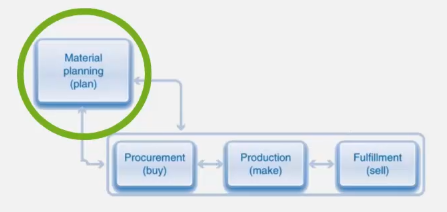 Material
planning
(plan)
Procurement
(buy)
Production
(make)
Fulfillment
(sell)